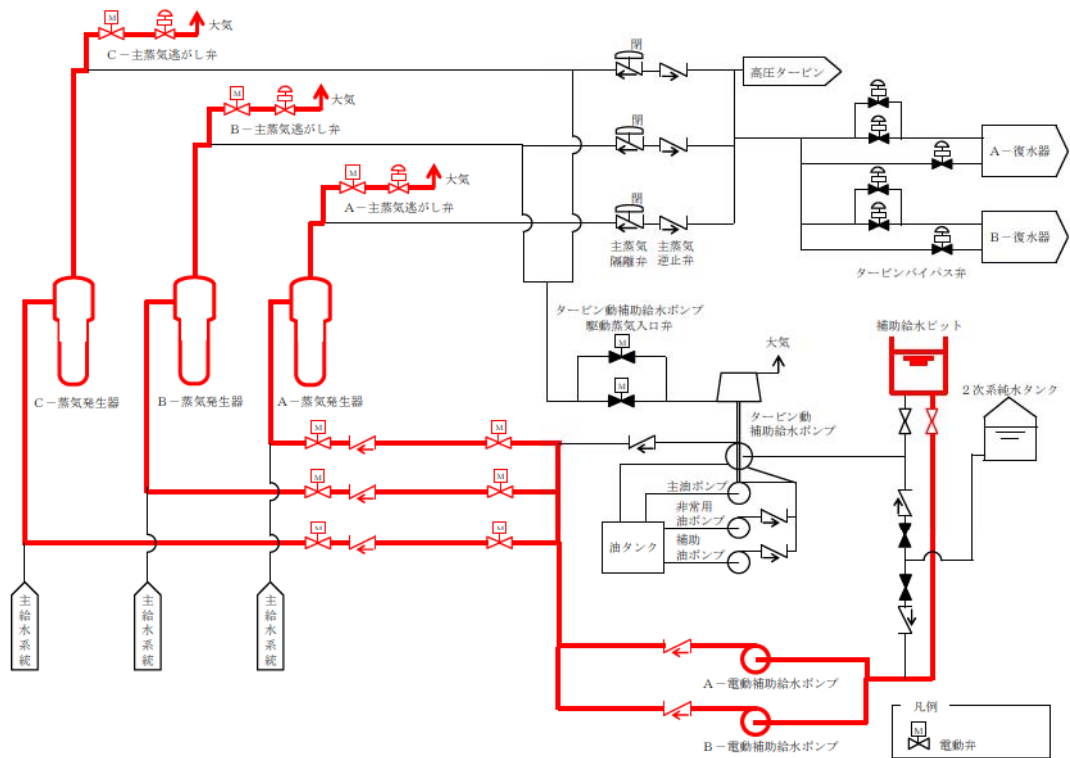 M
大気
C－主蒸気逃がし弁
閉
高圧タービン
M
大気
B－主蒸気逃がし弁
閉
A－復水器
M
大気
A－主蒸気逃がし弁
閉
主蒸気
隔離弁
主蒸気
逆止弁
B－復水器
タービンバイパス弁
タービン動補助給水ポンプ
駆動蒸気入口弁
M
M
大気
補助給水ピット
2次系純水タンク
C－蒸気発生器
B－蒸気発生器
A－蒸気発生器
タービン動
補助給水ポンプ
M
M
M
M
M
M
主油ポンプ
非常用
油ポンプ
補助
油ポンプ
油タンク
主給水系統
主給水系統
主給水系統
A－電動補助給水ポンプ
B－電動補助給水ポンプ
凡例
M
電動弁